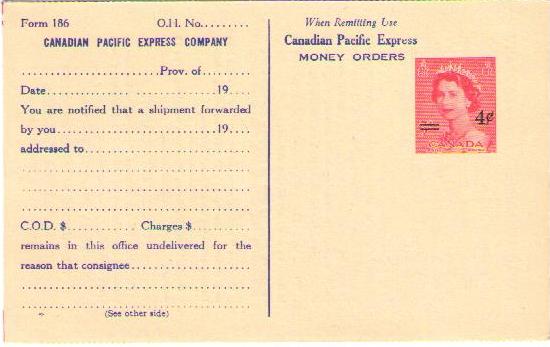 Form 186 O.H. No.........
CANADIAN PACIFIC EXPRESS COMPANY
..............................Prov. of..........
Date.................................19....
You are notified that a shipment forwarded
by you.................................19....
addressed to...................................
..................................................
..................................................
..................................................
C.O.D. $............ Charges $............
remains in this office undelivered for the
reason that consignee.........................
..................................................
..................................................
(See other side)
When Remitting Use
Canadian Pacific Express
MONEY ORDERS
4¢
CANADA